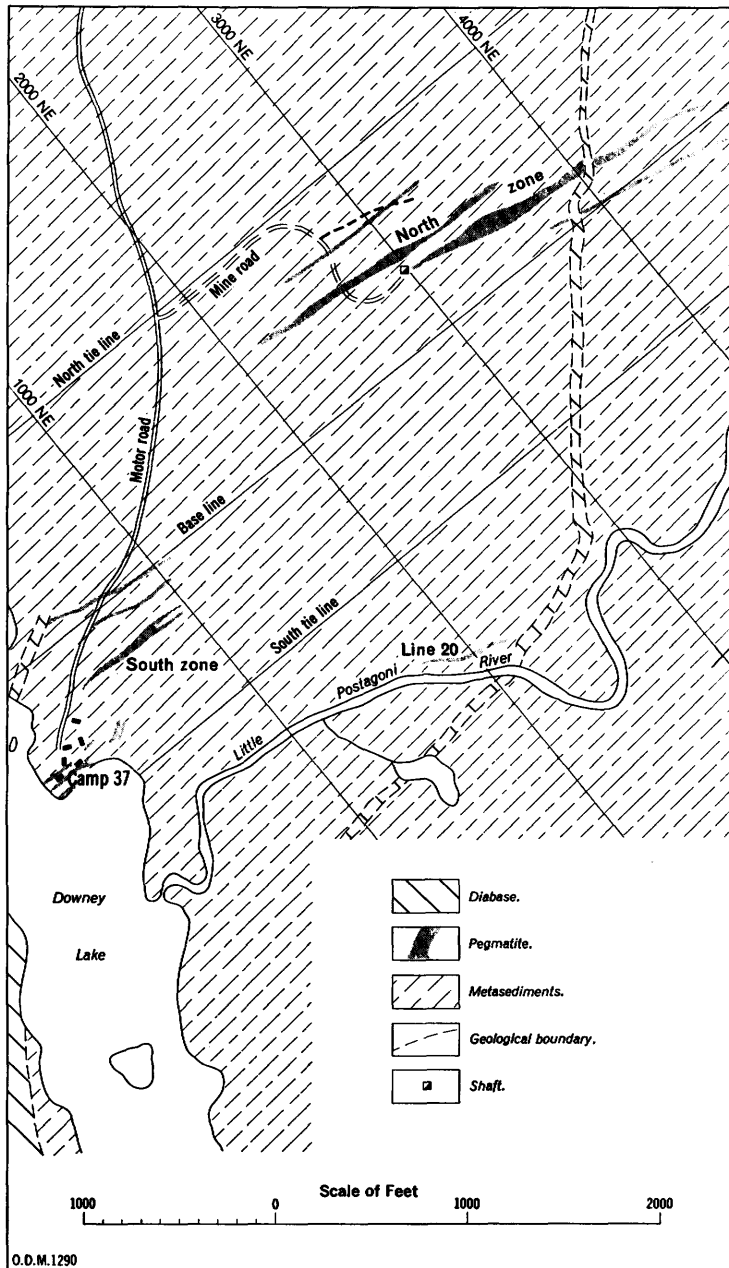 3000 NE
4000 NE
2000 NE
North zone
Mine road
North tie line
1000 NE
Motor road
Base line
South tie line
South zone
Line 20
Little Postagoni River
Camp 37
Downey
Lake
Diabase.
Pegmatite.
Metasediments.
Geological boundary.
Shaft.
Scale of Feet
1000 0 1000 2000
O.D.M.1290